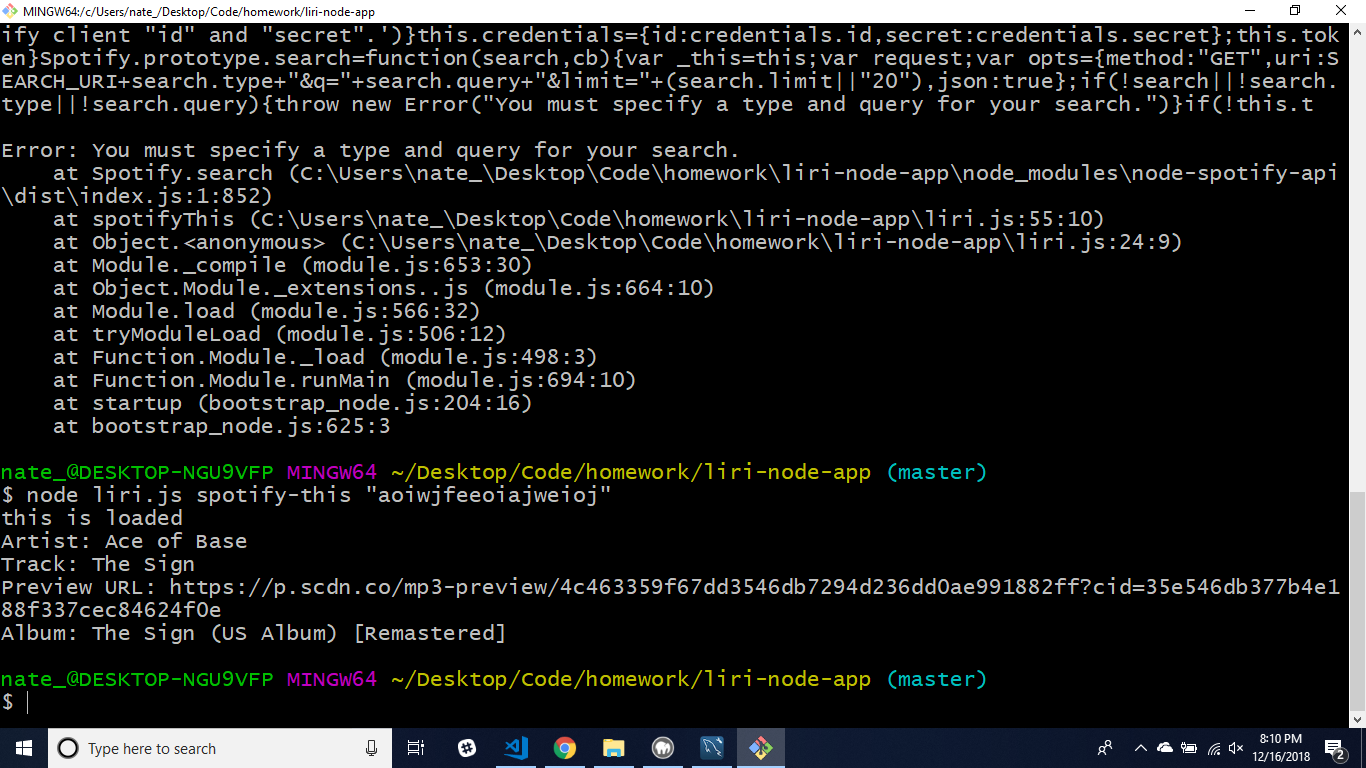 MINGW64:/c/Users/nate_/Desktop/Code/homework/liri-node-app
ify client "id" and "secret".')}this.credentials={id:credentials.id,secret:credentials.secret};this.tok
en}Spotify.prototype.search=function(search,cb){var _this=this;var request;var opts={method:"GET",uri:S
EARCH_URI+search.type+"&q="+search.query+"&limit="+(search.limit||"20"),json:true};if(!search||!search.
type||!search.query){throw new Error("You must specify a type and query for your search.")}if(!this.t
Error: You must specify a type and query for your search.
    at Spotify.search (C:\Users\nate_\Desktop\Code\homework\liri-node-app\node_modules\node-spotify-api
\dist\index.js:1:852)
    at spotifyThis (C:\Users\nate_\Desktop\Code\homework\liri-node-app\liri.js:55:10)
    at Object.<anonymous> (C:\Users\nate_\Desktop\Code\homework\liri-node-app\liri.js:24:9)
    at Module._compile (module.js:653:30)
    at Object.Module._extensions..js (module.js:664:10)
    at Module.load (module.js:566:32)
    at tryModuleLoad (module.js:506:12)
    at Function.Module._load (module.js:498:3)
    at Function.Module.runMain (module.js:694:10)
    at startup (bootstrap_node.js:204:16)
    at bootstrap_node.js:625:3
nate_@DESKTOP-NGU9VFP MINGW64 ~/Desktop/Code/homework/liri-node-app (master)
$ node liri.js spotify-this "aoiwjfeeoiajweioj"
this is loaded
Artist: Ace of Base
Track: The Sign
Preview URL: https://p.scdn.co/mp3-preview/4c463359f67dd3546db7294d236dd0ae991882ff?cid=35e546db377b4e1
88f337cec84624f0e
Album: The Sign (US Album) [Remastered]
nate_@DESKTOP-NGU9VFP MINGW64 ~/Desktop/Code/homework/liri-node-app (master)
$
Type here to search
8:10 PM
12/16/2018
2